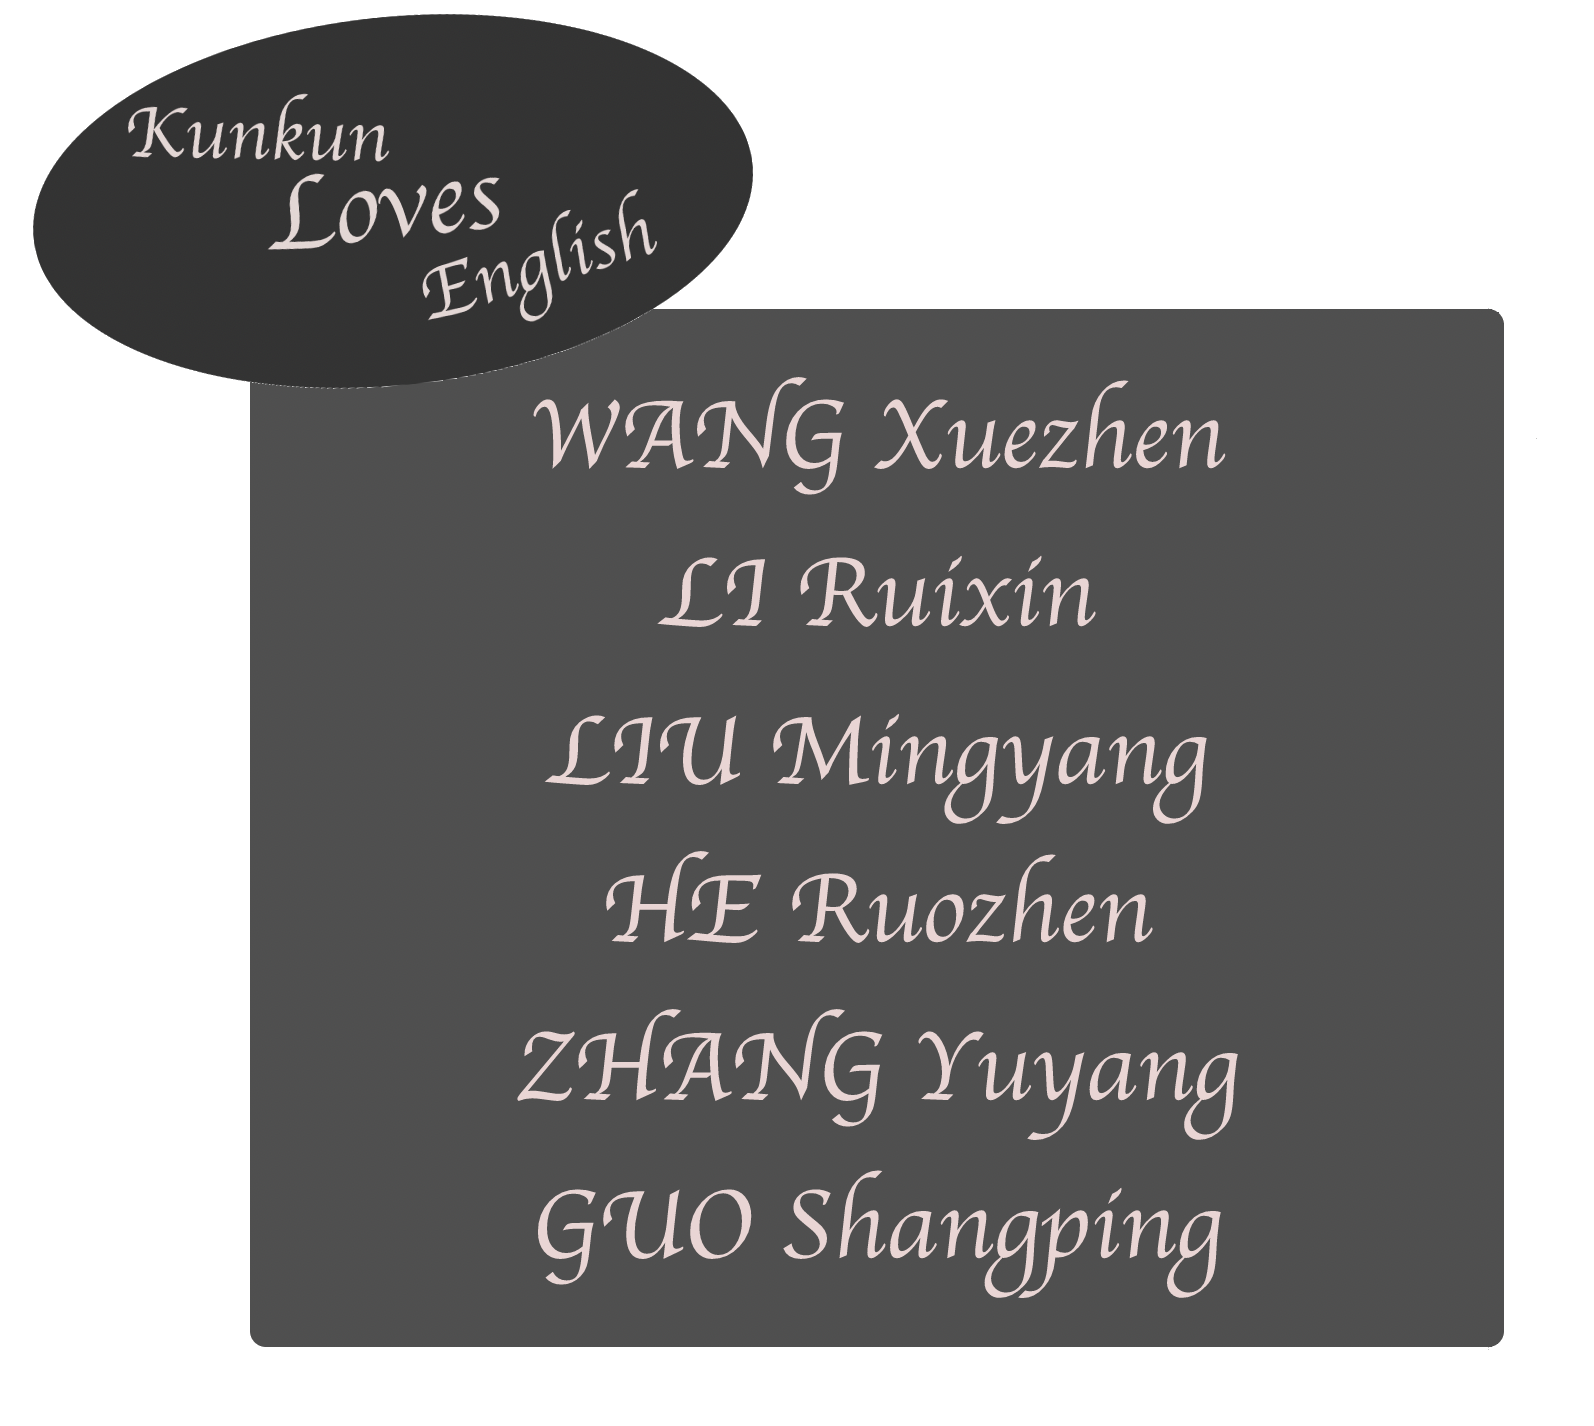 Kunkun
Loves
English
WANG Xuezhen
LI Ruixin
LIU Mingyang
HE Ruozhen
ZHANG Yuyang
GUO Shangping